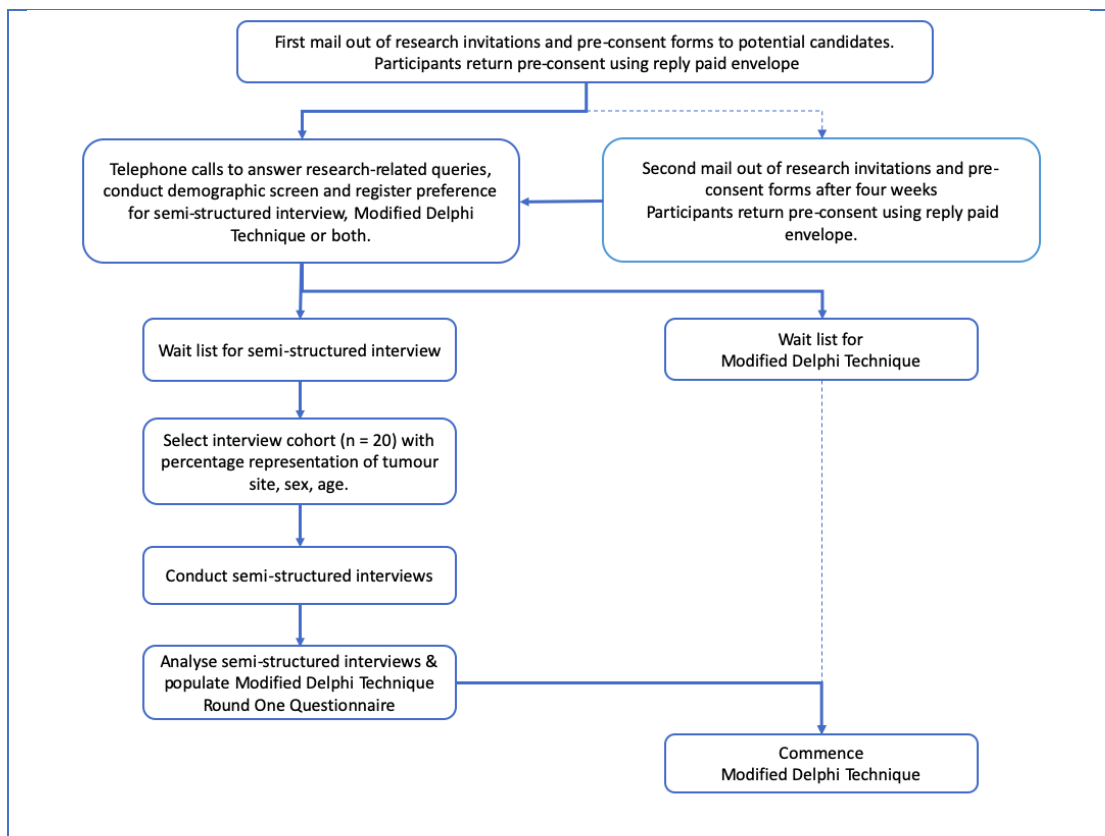 First mail out of research invitations and pre-consent forms to potential candidates.
Participants return pre-consent using reply paid envelope
Telephone calls to answer research-related queries,
conduct demographic screen and register preference
for semi-structured interview, Modified Delphi
Technique or both.
Second mail out of research invitations and pre-
consent forms after four weeks
Participants return pre-consent using reply paid
envelope.
Wait list for semi-structured interview
Wait list for
Modified Delphi Technique
Select interview cohort (n = 20) with
percentage representation of tumour
site, sex, age.
Conduct semi-structured interviews
Analyse semi-structured interviews &
populate Modified Delphi Technique
Round One Questionnaire
Commence
Modified Delphi Technique